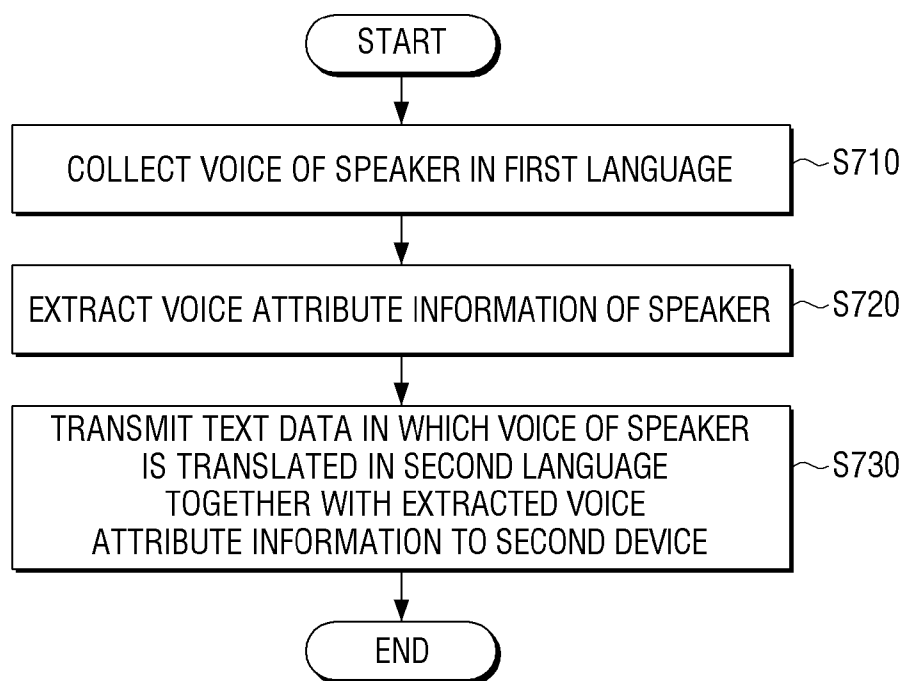 START
COLLECT VOICE OF SPEAKER IN FIRST LANGUAGE
S710
EXTRACT VOICE ATTRIBUTE INFORMATION OF SPEAKER
S720
TRANSMIT TEXT DATA IN WHICH VOICE OF SPEAKER
IS TRANSLATED IN SECOND LANGUAGE
TOGETHER WITH EXTRACTED VOICE
ATTRIBUTE INFORMATION TO SECOND DEVICE
S730
END